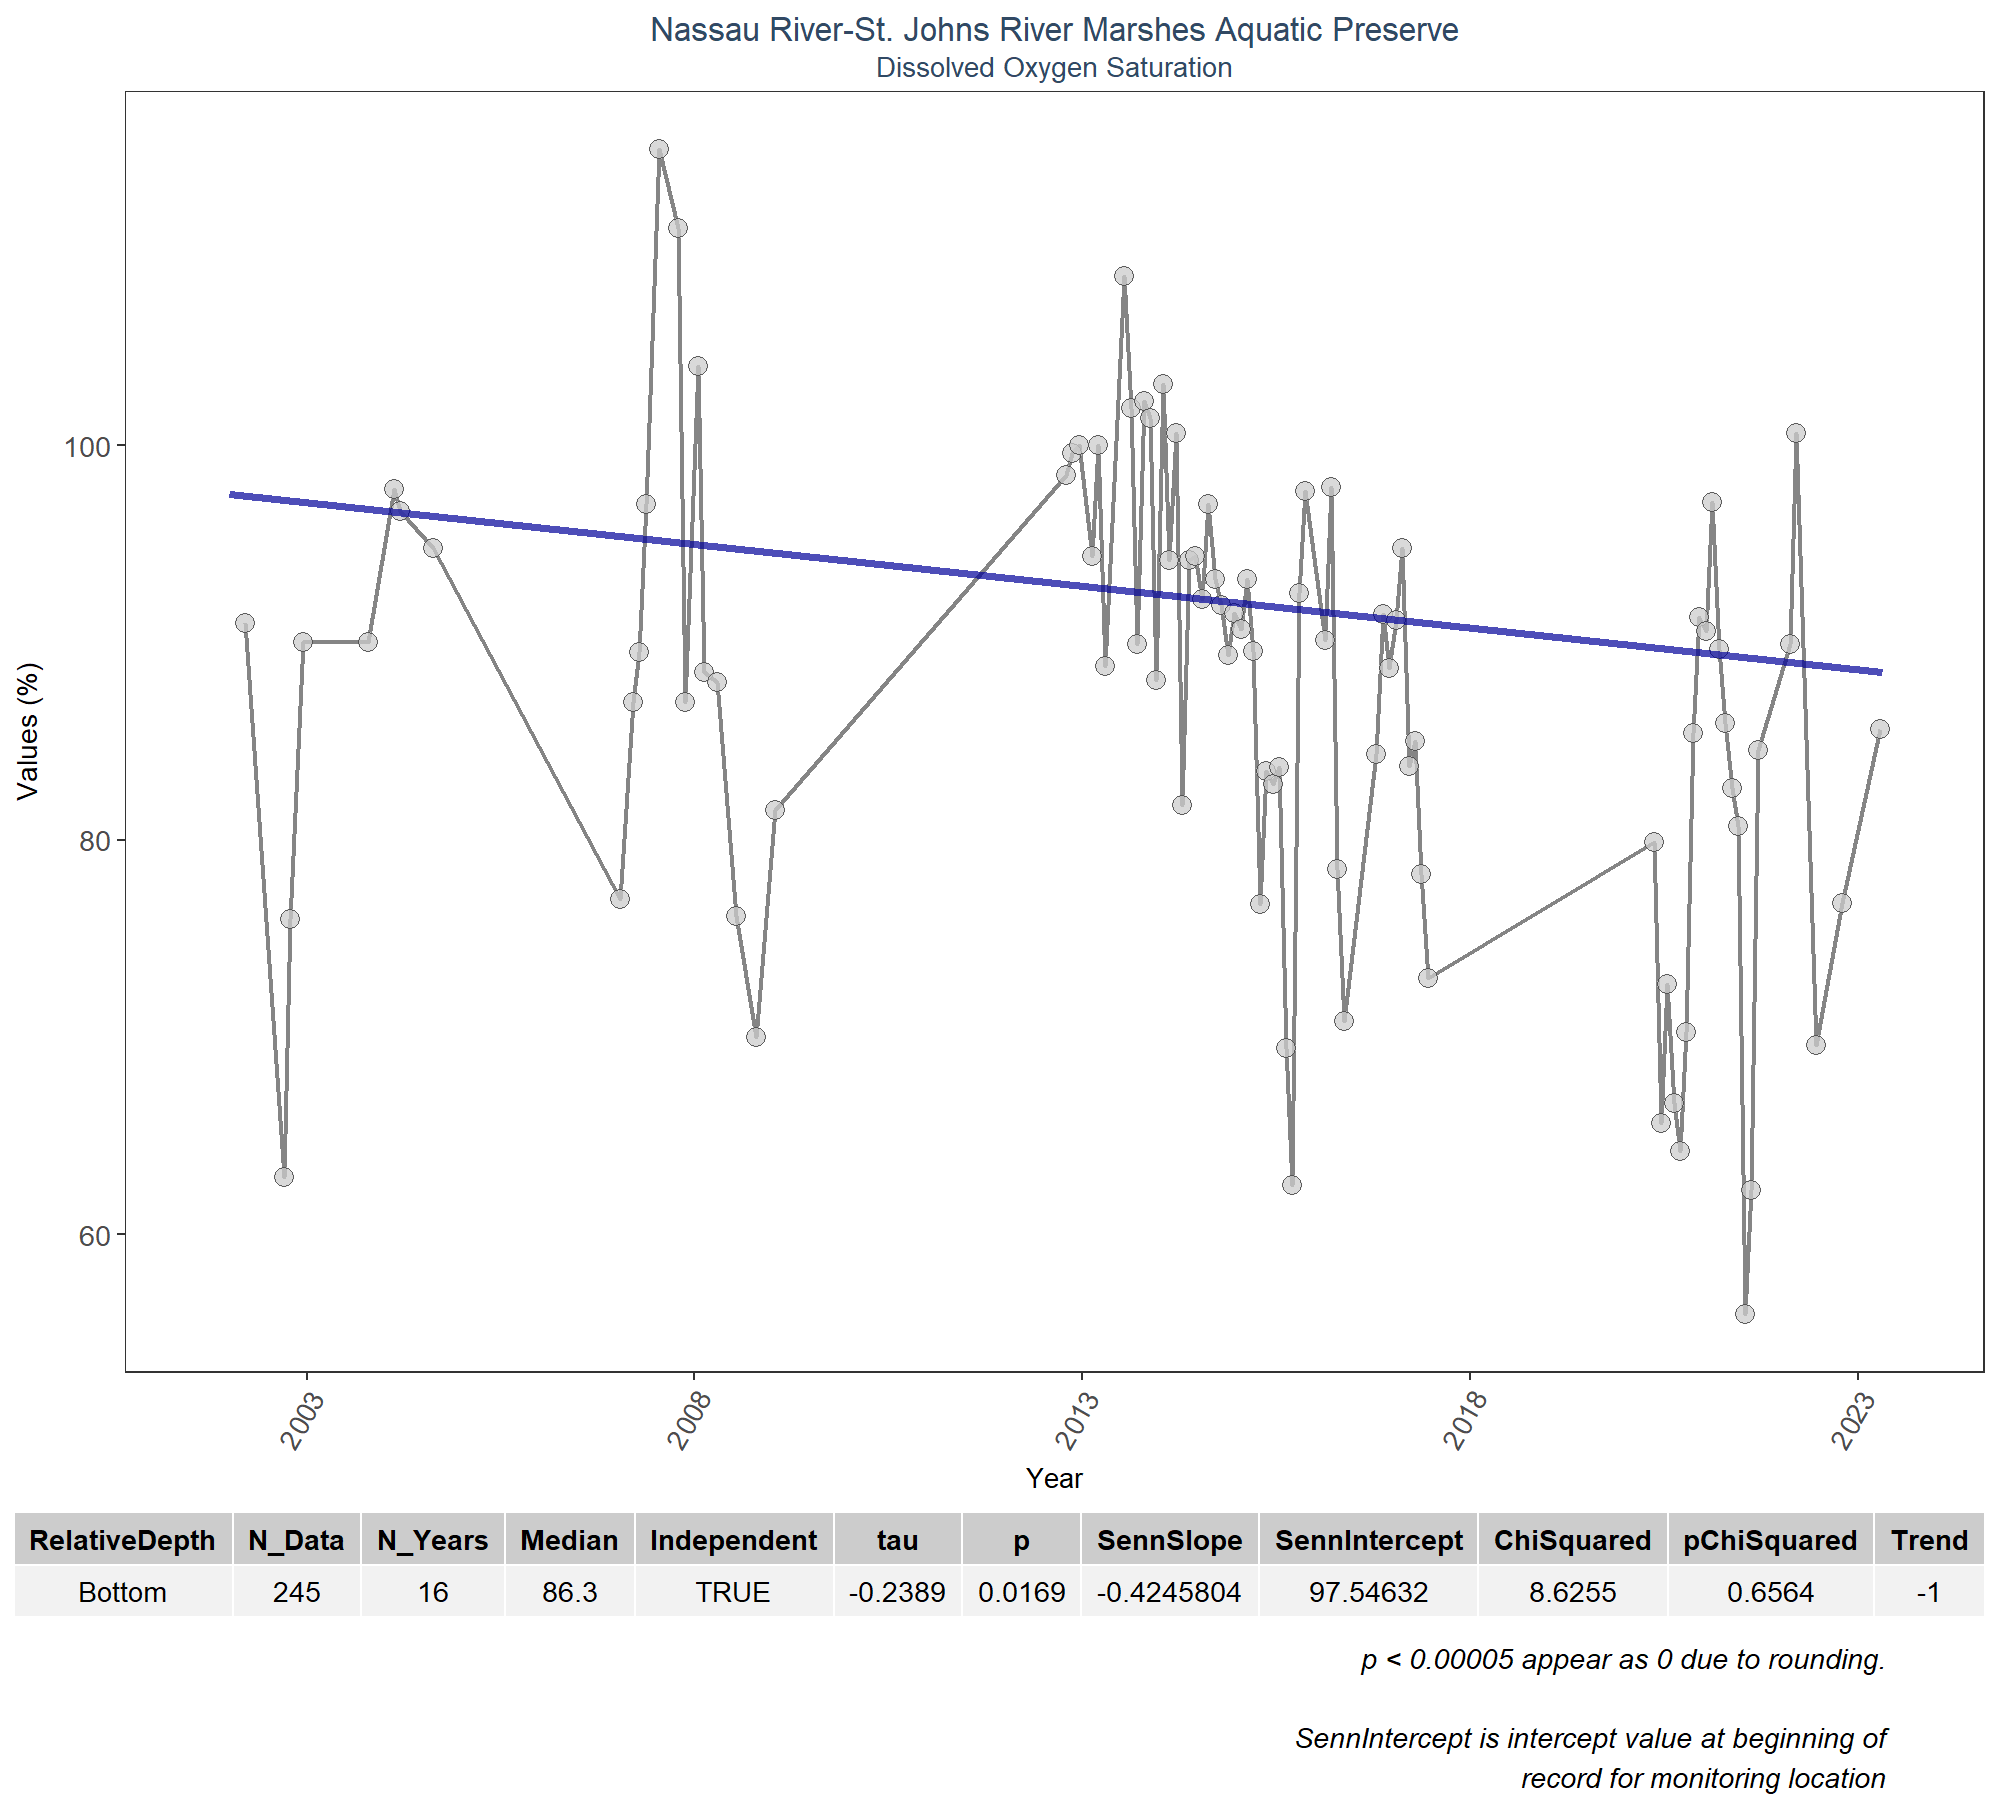 Nassau River-St. Johns River Marshes Aquatic Preserve
Dissolved Oxygen Saturation
100
80
60
Values (%)
2003 2008 2013 2018 2023
Year
RelativeDepth N_Data N_Years Median Independent tau p SennSlope SennIntercept ChiSquared pChiSquared Trend
Bottom 245 16 86.3 TRUE -0.2389 0.0169 -0.4245804 97.54632 8.6255 0.6564 -1
p < 0.00005 appear as 0 due to rounding.
SennIntercept is intercept value at beginning of
record for monitoring location